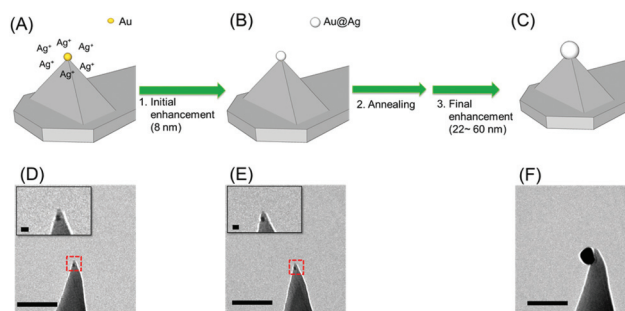 (A)
Au
(B)
Au@Ag
(C)
Ag⁺
Ag⁺
Ag⁺
Ag⁺
Ag⁺
Ag⁺
1. Initial
enhancement
(8 nm)
2. Annealing
3. Final
enhancement
(22~ 60 nm)
(D)
(E)
(F)